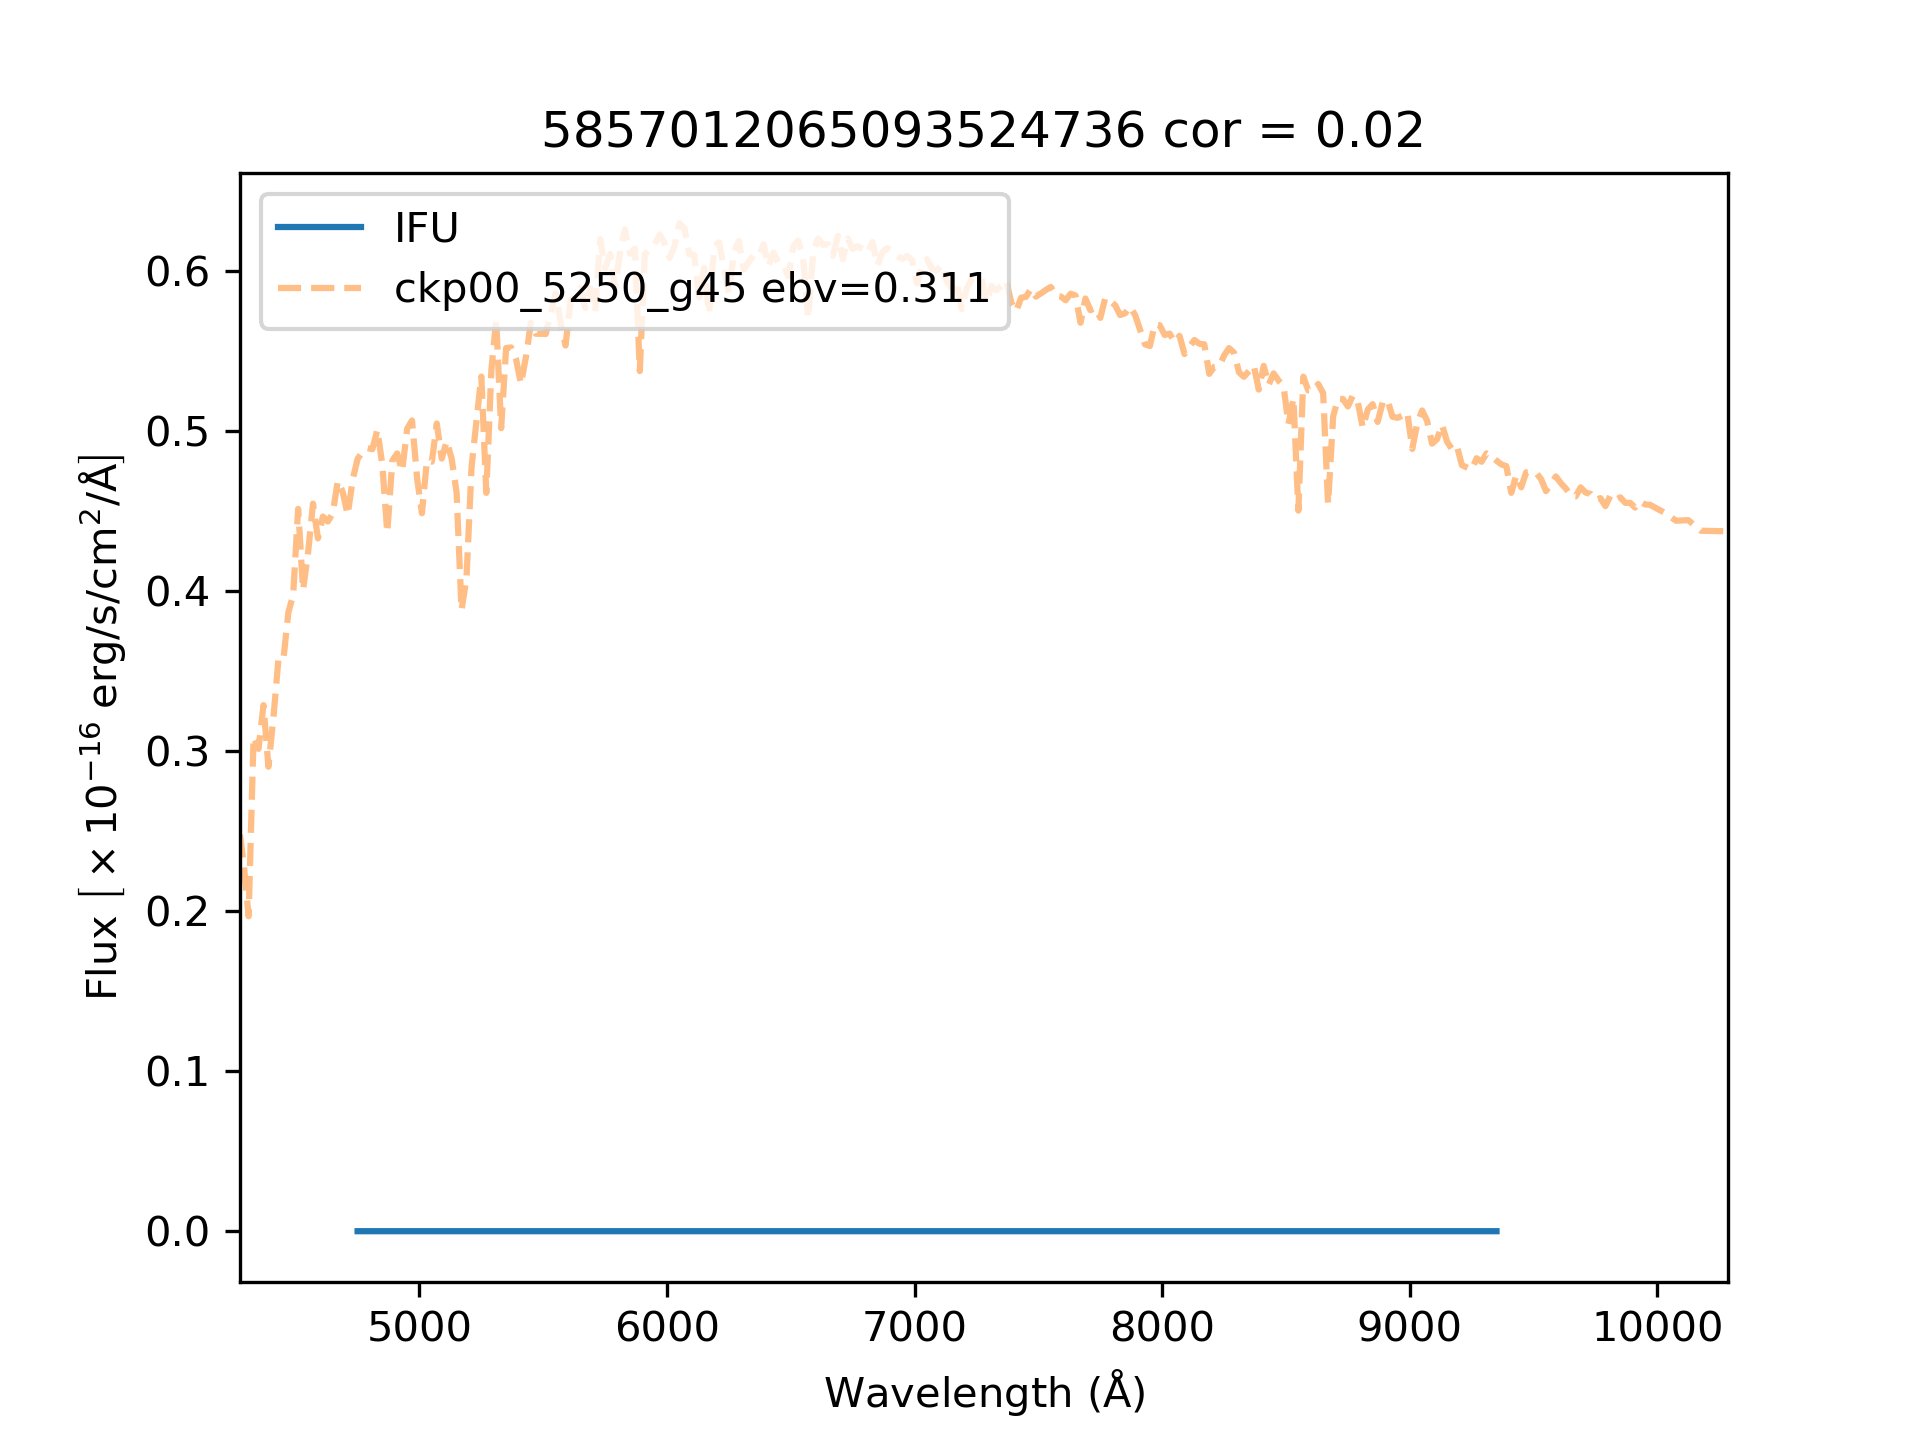 5857012065093524736 cor = 0.02
IFU
ckp00_5250_g45 ebv=0.311
0.6
0.5
0.4
0.3
0.2
0.1
0.0
Flux [×10⁻¹⁶ erg/s/cm²/Å]
5000 6000 7000 8000 9000 10000
Wavelength (Å)